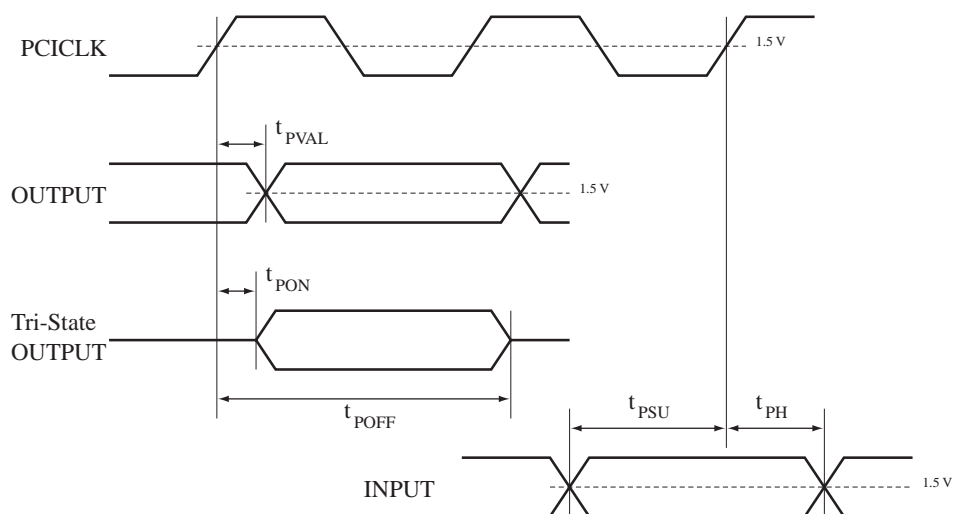 PCICLK
1.5 V
t PVAL
OUTPUT
1.5 V
t PON
Tri-State
OUTPUT
t POFF
t PSU
t PH
INPUT
1.5 V